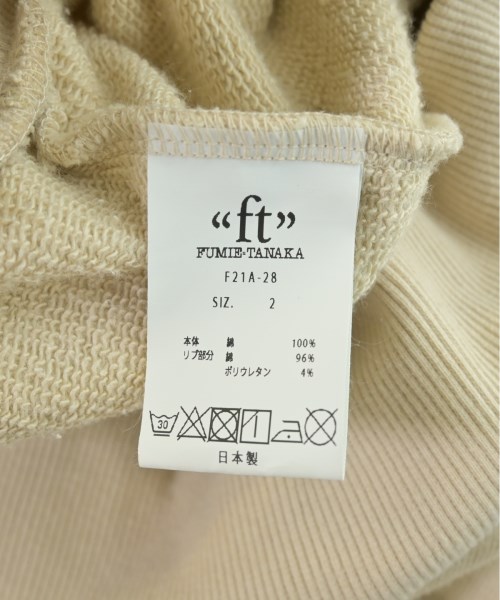 “ft”
FUMIE=TANAKA
F21A-28
SIZ. 2
本体 綿 100%
リブ部分 綿 96%
ポリウレタン 4%
30
日本製